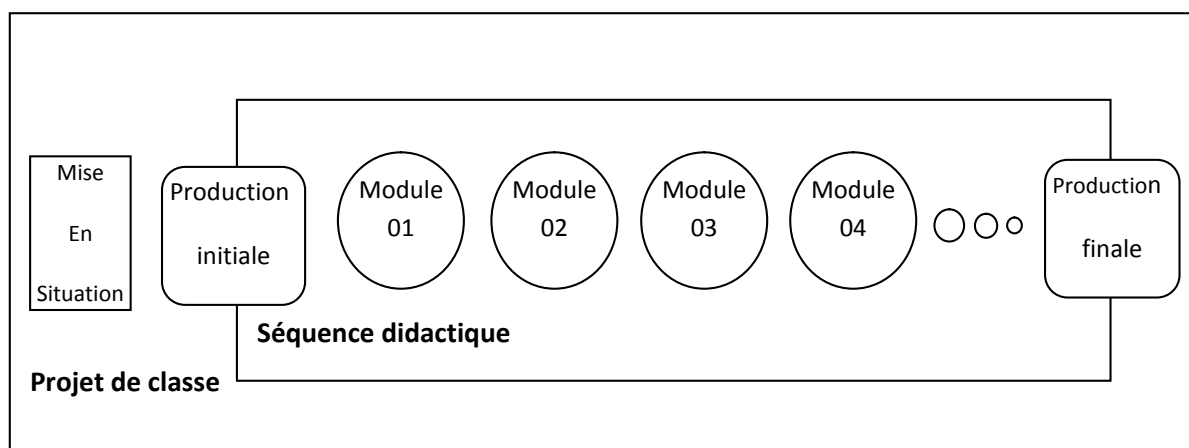 Mise
En
Situation
Production
initiale
Module
01
Module
02
Module
03
Module
04
Production
finale
Séquence didactique
Projet de classe